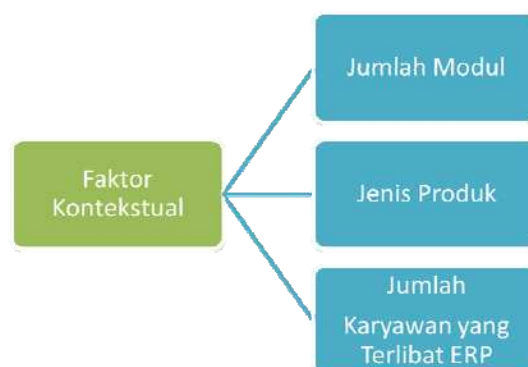 Jumlah Modul
Faktor
Kontekstual
Jenis Produk
Jumlah
Karyawan yang
Terlibat ERP